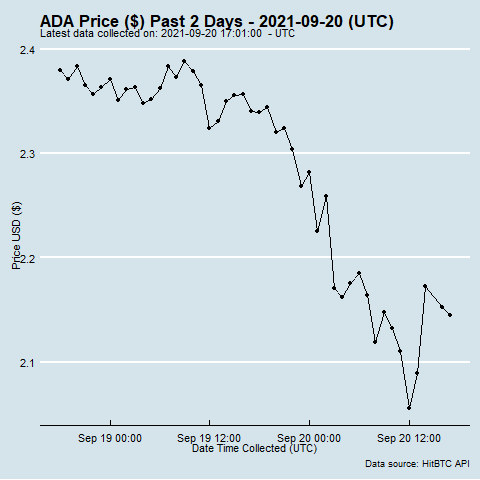 ADA Price ($) Past 2 Days - 2021-09-20 (UTC)
Latest data collected on: 2021-09-20 17:01:00  - UTC
2.4
2.3
2.2
2.1
Price USD ($)
Sep 19 00:00
Sep 19 12:00
Sep 20 00:00
Sep 20 12:00
Date Time Collected (UTC)
Data source: HitBTC API